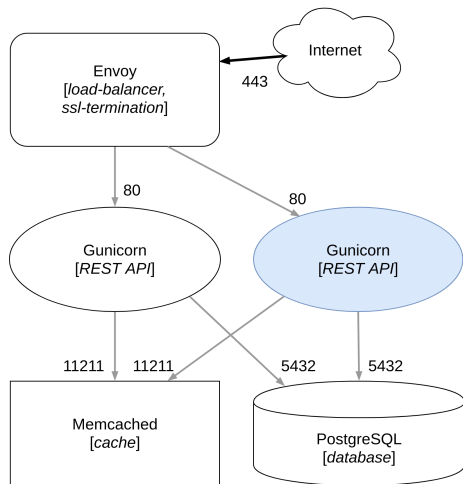 Internet
Envoy
[load-balancer,
ssl-termination]
443
80
80
Gunicorn
[REST API]
Gunicorn
[REST API]
11211
11211
5432
5432
Memcached
[cache]
PostgreSQL
[database]